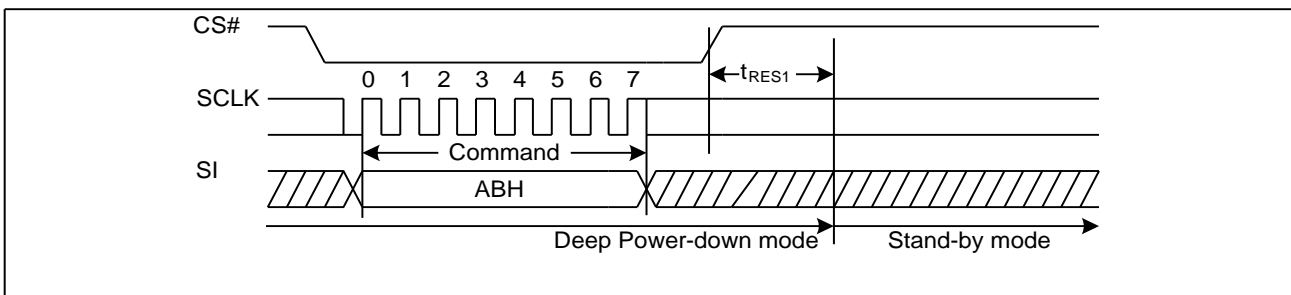 CS#
tRES1
0 1 2 3 4 5 6 7
SCLK
Command
SI
ABH
Deep Power-down mode
Stand-by mode